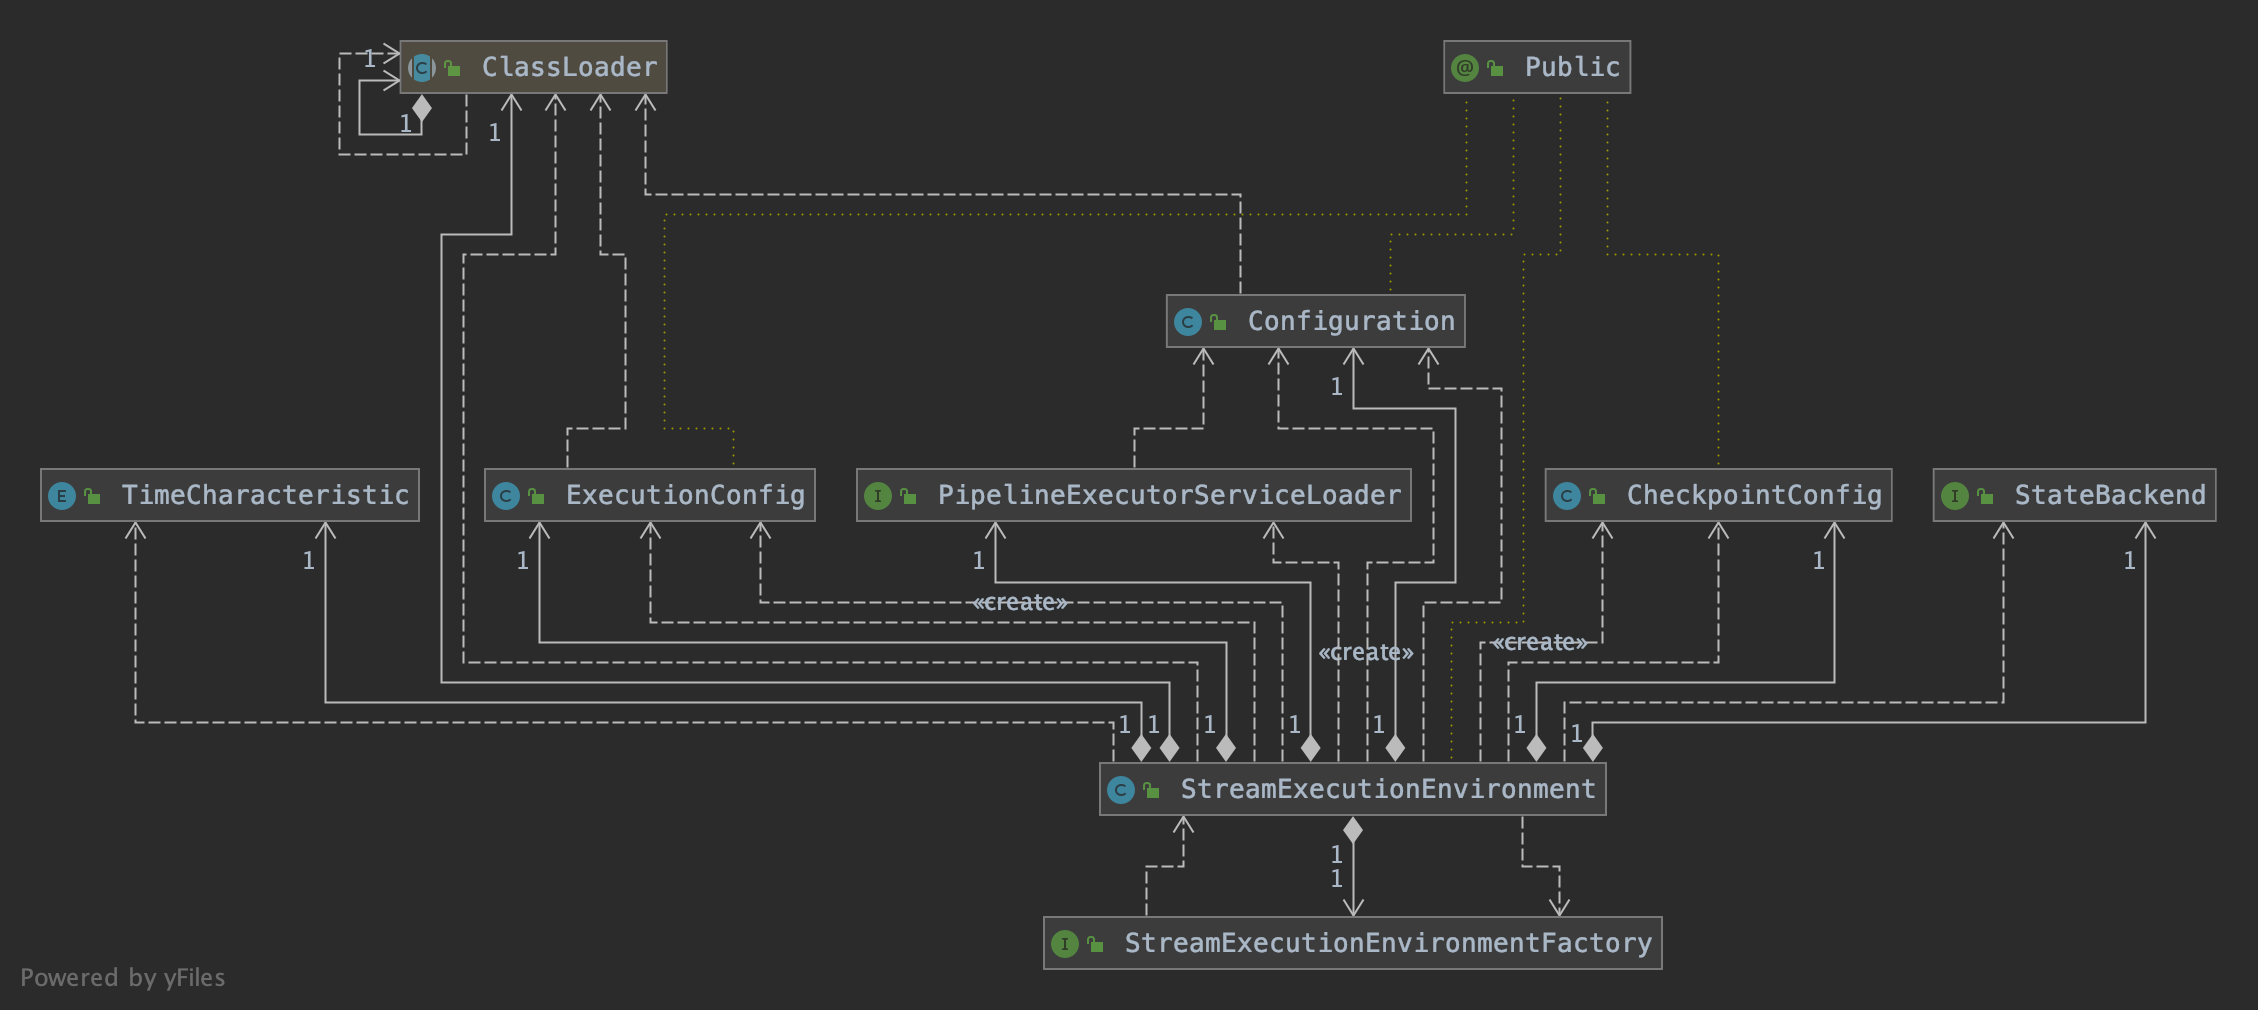 1
C ClassLoader
@ Public
1
1
C Configuration
1
E TimeCharacteristic
C ExecutionConfig
I PipelineExecutorServiceLoader
C CheckpointConfig
I StateBackend
1
1
1
1
1
«create»
«create»
«create»
1
1
1
1
1
1
1
C StreamExecutionEnvironment
1
1
I StreamExecutionEnvironmentFactory
Powered by yFiles